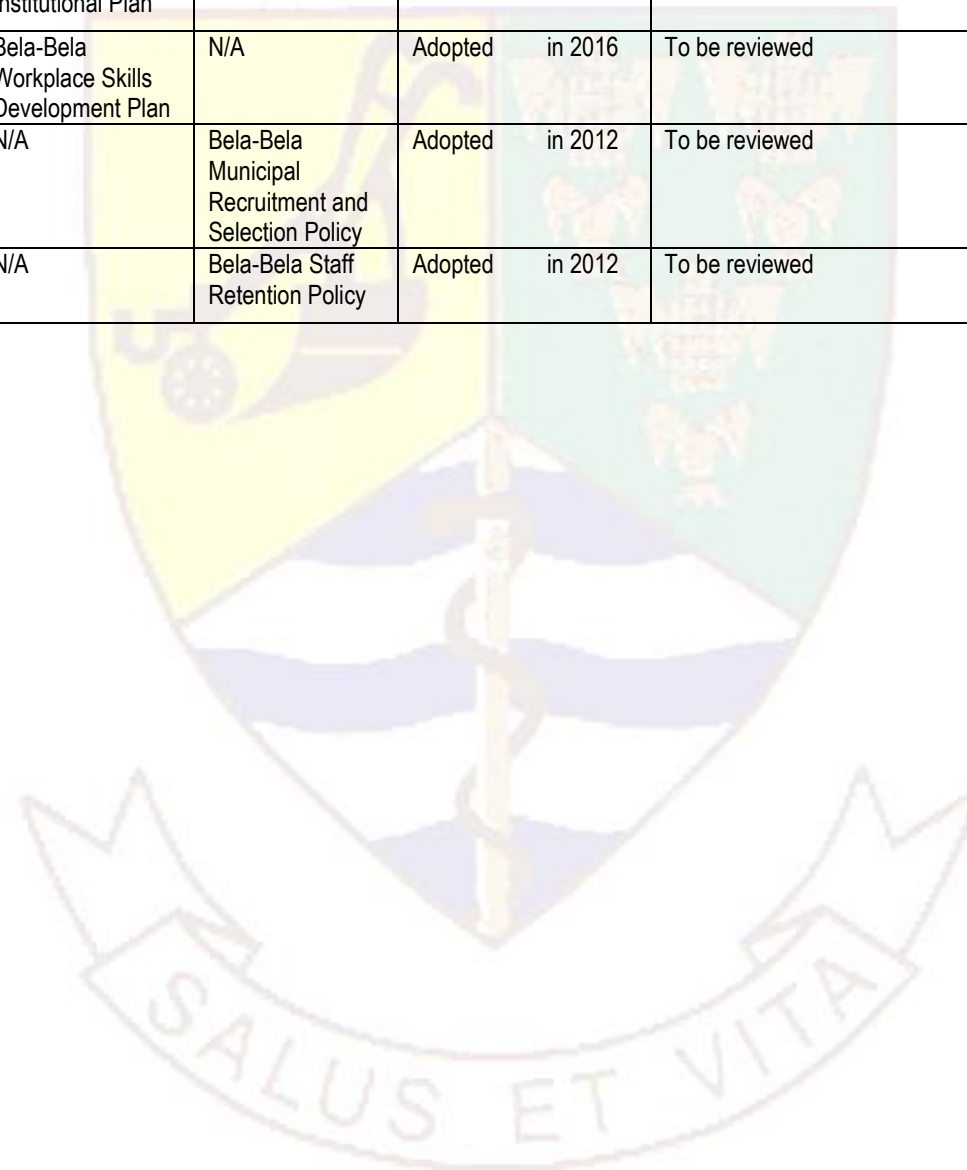 Institutional Plan
Bela-Bela Workplace Skills Development Plan N/A Adopted in 2016 To be reviewed
N/A Bela-Bela Municipal Recruitment and Selection Policy Adopted in 2012 To be reviewed
N/A Bela-Bela Staff Retention Policy Adopted in 2012 To be reviewed
SALUS ET VITA